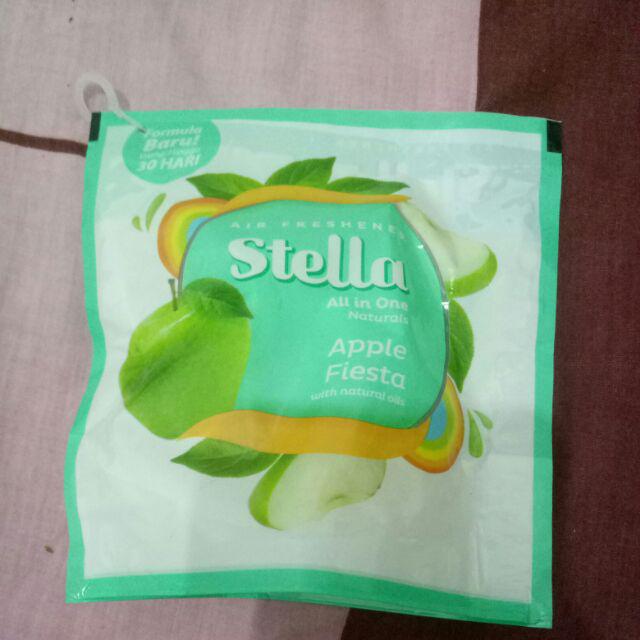 Formula
Baru!
30 HARI
AIR FRESHENER
Stella
All in One
Naturals
Apple
Fiesta
with natural oils